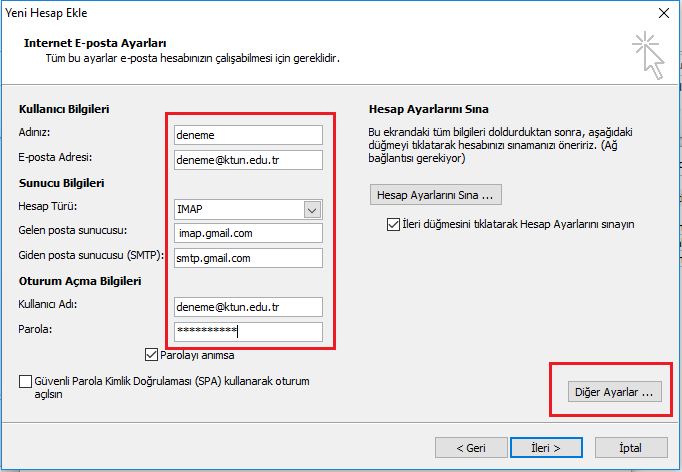 Yeni Hesap Ekle
Internet E-posta Ayarları
Tüm bu ayarlar e-posta hesabınızın çalışabilmesi için gereklidir.
Kullanıcı Bilgileri
Adınız:
deneme
E-posta Adresi:
deneme@ktun.edu.tr
Sunucu Bilgileri
Hesap Türü:
IMAP
Gelen posta sunucusu:
imap.gmail.com
Giden posta sunucusu (SMTP):
smtp.gmail.com
Oturum Açma Bilgileri
Kullanıcı Adı:
deneme@ktun.edu.tr
Parola:
**********
Parolayı anımsa
Güvenli Parola Kimlik Doğrulaması (SPA) kullanarak oturum
açılsın
Hesap Ayarlarını Sına
Bu ekrandaki tüm bilgileri doldurduktan sonra, aşağıdaki
düğmeyi tıklatarak hesabınızı sınamanızı öneririz. (Ağ
bağlantısı gerekiyor)
Hesap Ayarlarını Sına ...
İleri düğmesini tıklatarak Hesap Ayarlarını sınayın
Diğer Ayarlar ...
< Geri
İleri >
İptal